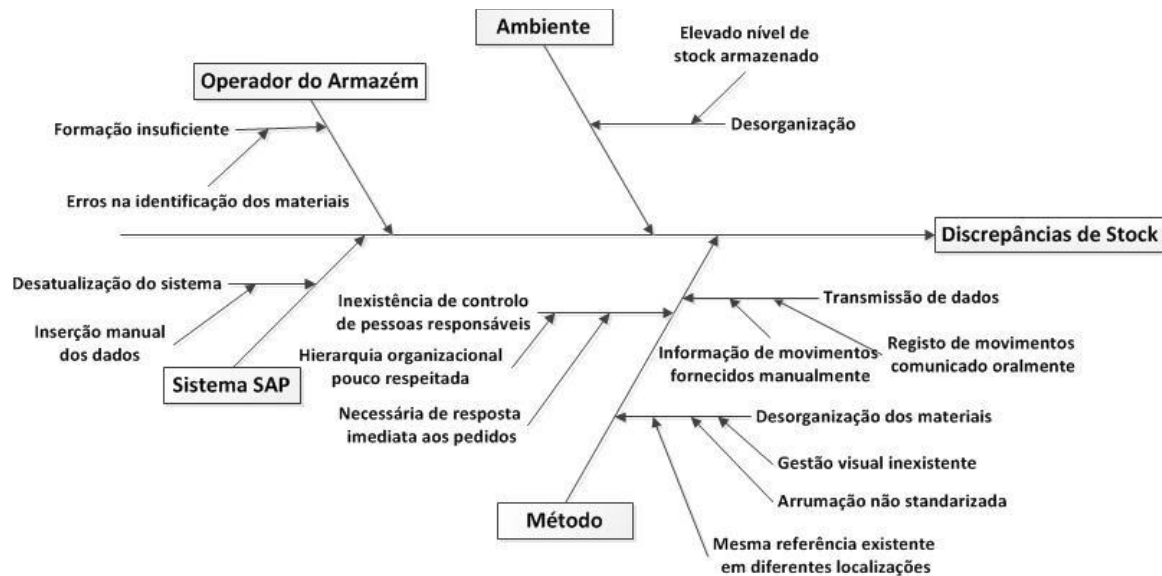 Ambiente
Elevado nível de
stock armazenado
Operador do Armazém
Formação insuficiente
Desorganização
Erros na identificação dos materiais
Discrepâncias de Stock
Desatualização do sistema
Inserção manual
dos dados
Sistema SAP
Inexistência de controlo
de pessoas responsáveis
Hierarquia organizacional
pouco respeitada
Necessária de resposta
imediata aos pedidos
Transmissão de dados
Informação de movimentos
fornecidos manualmente
Registo de movimentos
comunicado oralmente
Desorganização dos materiais
Gestão visual inexistente
Arrumação não standarizada
Mesma referência existente
em diferentes localizações
Método